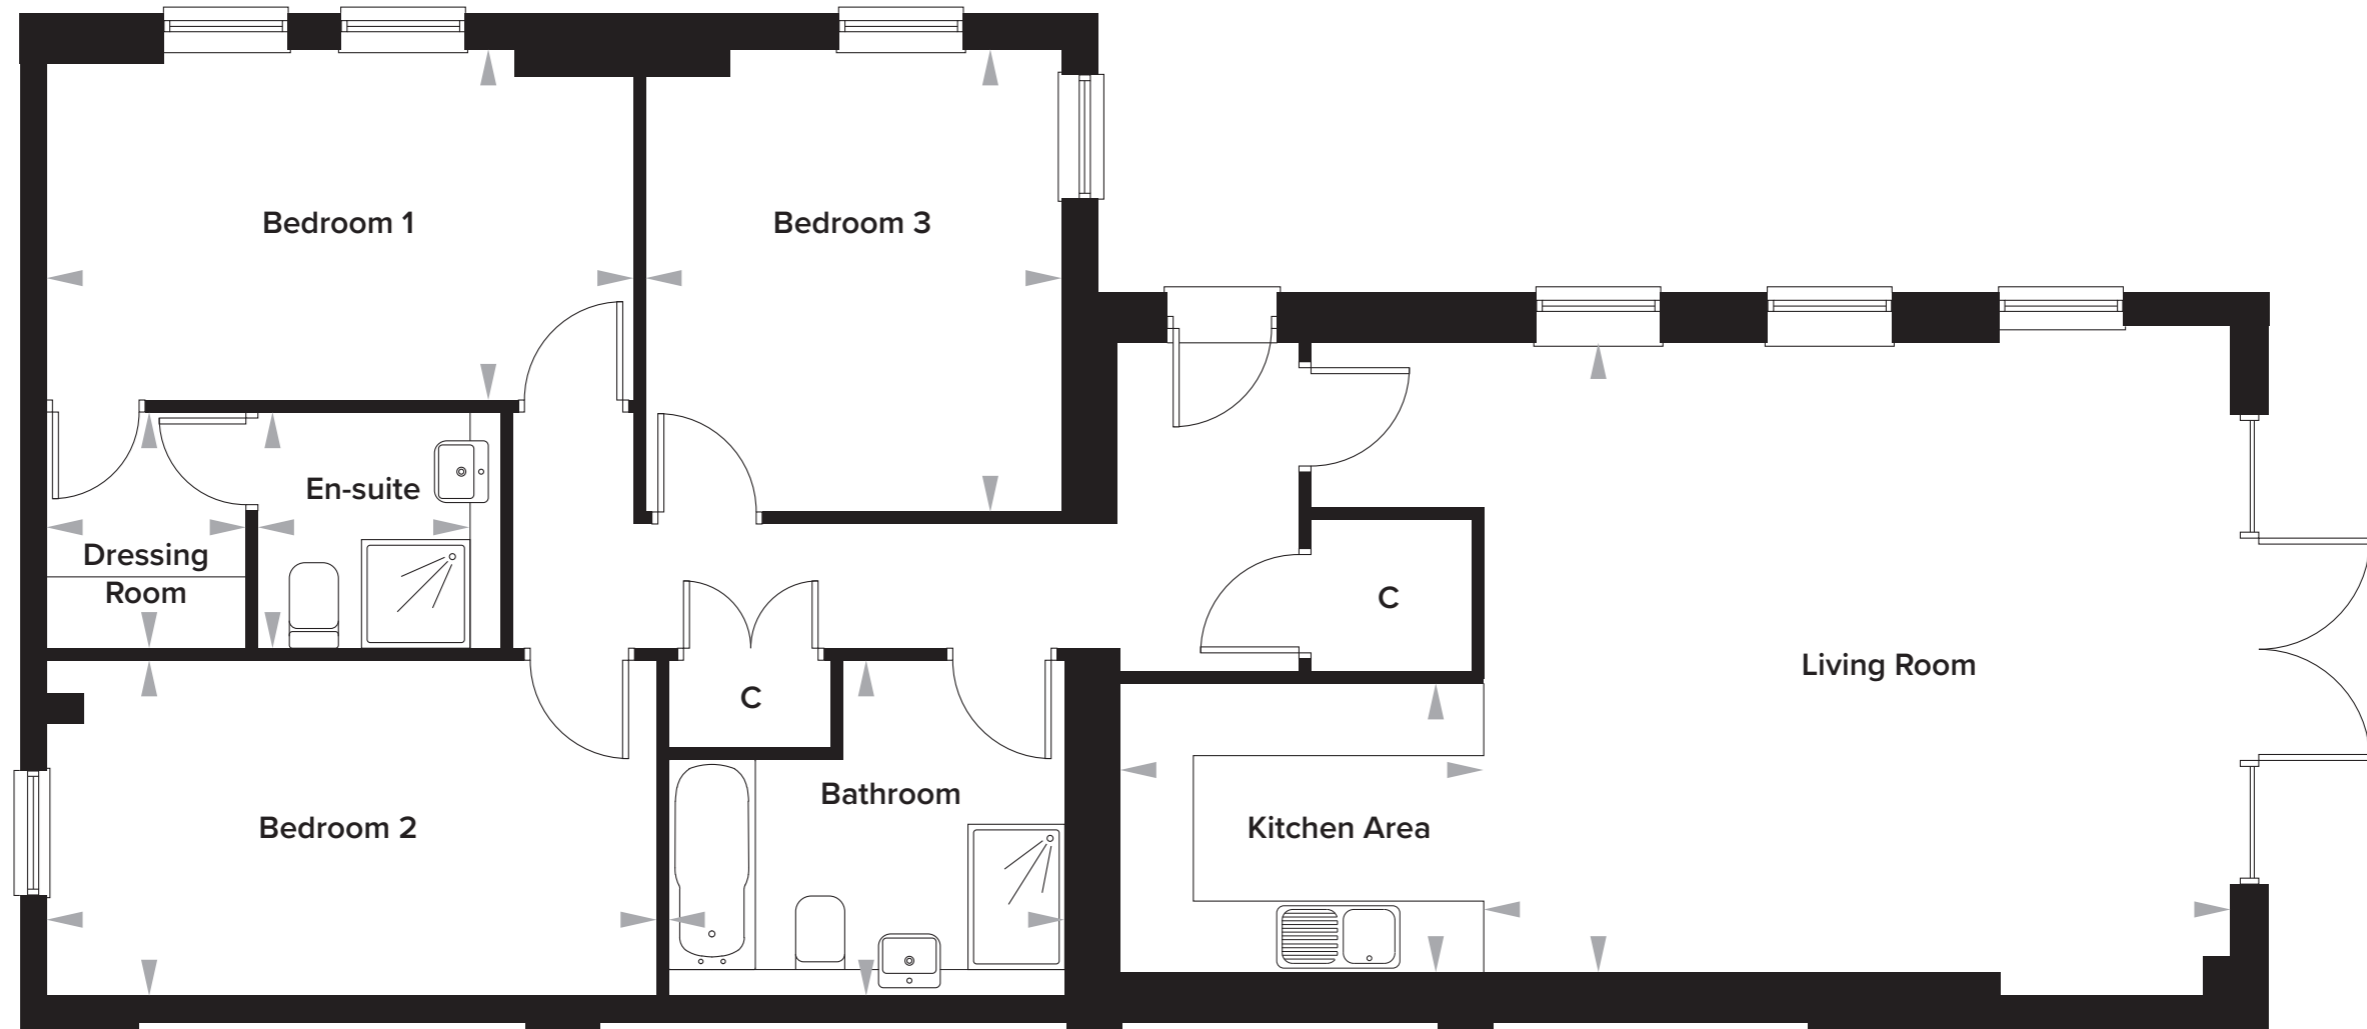 Bedroom 1
Bedroom 3
En-suite
Dressing
Room
C
C
Living Room
Bathroom
Bedroom 2
Kitchen Area